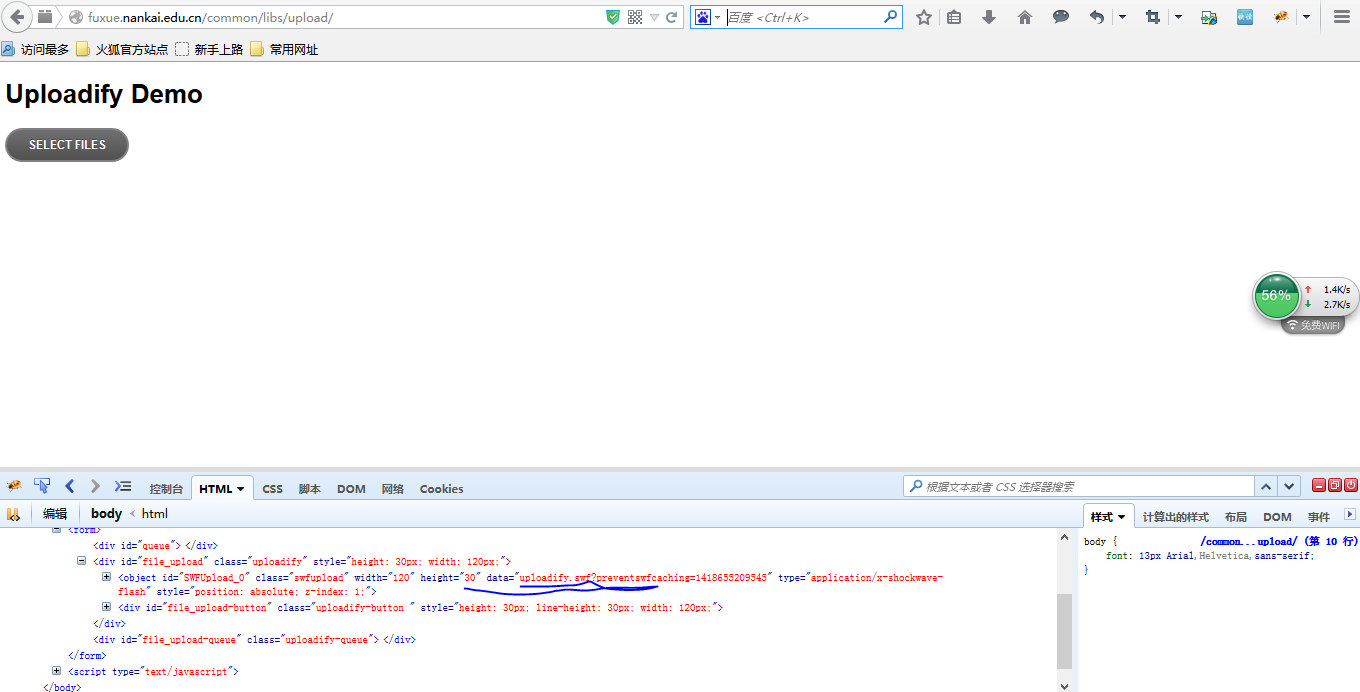 fuxue.nankai.edu.cn/common/libs/upload/
百度 <Ctrl+K>
访问最多 火狐官方站点 新手上路 常用网址
Uploadify Demo
SELECT FILES
56% 1.4K/s
2.7K/s
免费WIFI
控制台 HTML CSS 脚本 DOM 网络 Cookies 根据文本或者 CSS 选择器搜索
编辑 body < html
样式 计算出的样式 布局 DOM 事件
<form>
<div id="queue"> </div>
<div id="file_upload" class="uploadify" style="height: 30px; width: 120px;">
<object id="SWFUpload_0" class="swfupload" width="120" height="30" data="uploadify.swf?preventswfcaching=1418655209545" type="application/x-shockwave-
flash" style="position: absolute; z-index: 1;">
<div id="file_upload-button" class="uploadify-button " style="height: 30px; line-height: 30px; width: 120px;">
</div>
<div id="file_upload-queue" class="uploadify-queue"> </div>
</form>
<script type="text/javascript">
</body>
body { /common...upload/ (第 10 行)
font: 13px Arial,Helvetica,sans-serif;
}